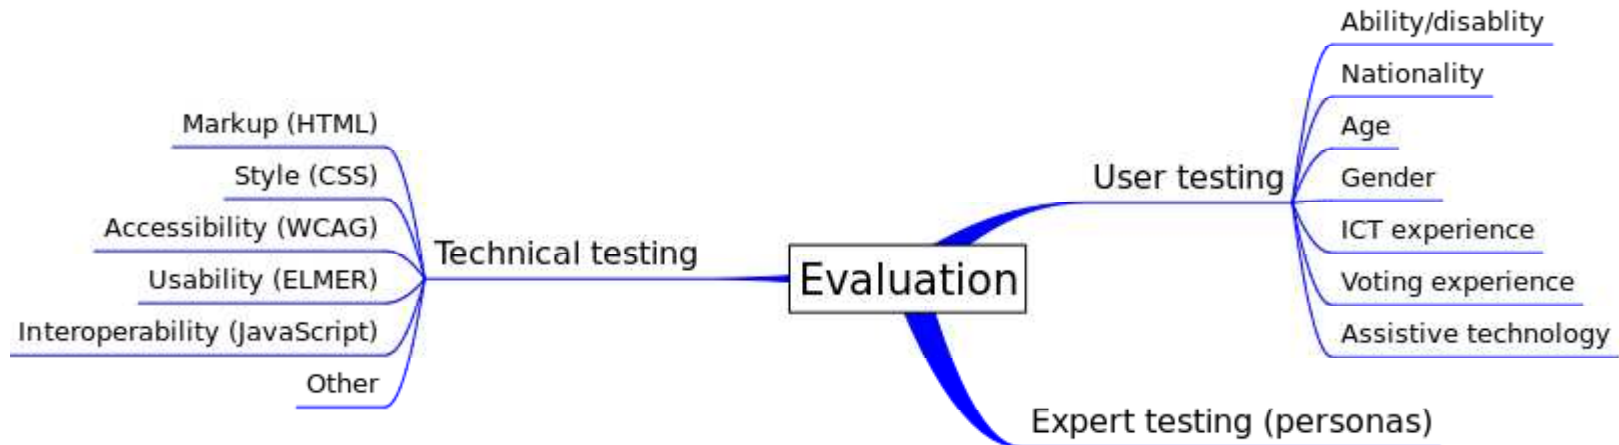 Evaluation
Technical testing
Markup (HTML)
Style (CSS)
Accessibility (WCAG)
Usability (ELMER)
Interoperability (JavaScript)
Other
User testing
Ability/disablity
Nationality
Age
Gender
ICT experience
Voting experience
Assistive technology
Expert testing (personas)